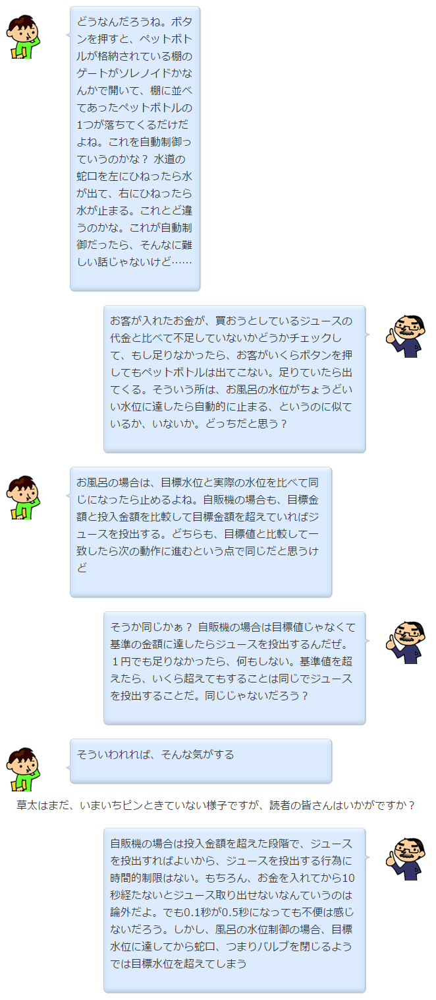 どうなんだろうね。ボタ
ンを押すと、ペットボト
ルが格納されている棚の
ゲートがソレノイドかな
んかで開いて、棚に並べ
てあったペットボトルの
1つが落ちてくるだけだ
よね。これを自動制御っ
ていうのかな？ 水道の
蛇口を左にひねったら水
が出て、右にひねったら
水が止まる。これとど違
うのかな。これが自動制
御だったら、そんなに難
しい話じゃないけど……
お客が入れたお金が、買おうとしているジュースの
代金と比べて不足していないかどうかチェックし
て、もし足りなかったら、お客がいくらボタンを押
してもペットボトルは出てこない。足りていたら出
てくる。そういう所は、お風呂の水位がちょうどい
い水位に達したら自動的に止まる、というのに似て
いるか、いないか。どっちだと思う？
お風呂の場合は、目標水位と実際の水位を比べて同
じになったら止めるよね。自販機の場合も、目標金
額と投入金額を比較して目標金額を超えていればジ
ュースを投出する。どちらも、目標値と比較して一
致したら次の動作に進むという点で同じだと思うけ
ど
そうか同じかぁ？ 自販機の場合は目標値じゃなくて
基準の金額に達したらジュースを投出するんだぜ。
１円でも足りなかったら、何もしない。基準値を超
えたら、いくら超えてもすることは同じでジュース
を投出することだ。同じじゃないだろう？
そういわれれば、そんな気がする
草太はまだ、いまいちピンときていない様子ですが、読者の皆さんはいかがですか？
自販機の場合は投入金額を超えた段階で、ジュース
を投出すればよいから、ジュースを投出する行為に
時間的制限はない。もちろん、お金を入れてから10
秒経たないとジュース取り出せないなんていうのは
論外だよ。でも0.1秒が0.5秒になっても不便は感じ
ないだろう。しかし、風呂の水位制御の場合、目標
水位に達してから蛇口、つまりバルブを閉じるよう
では目標水位を超えてしまう